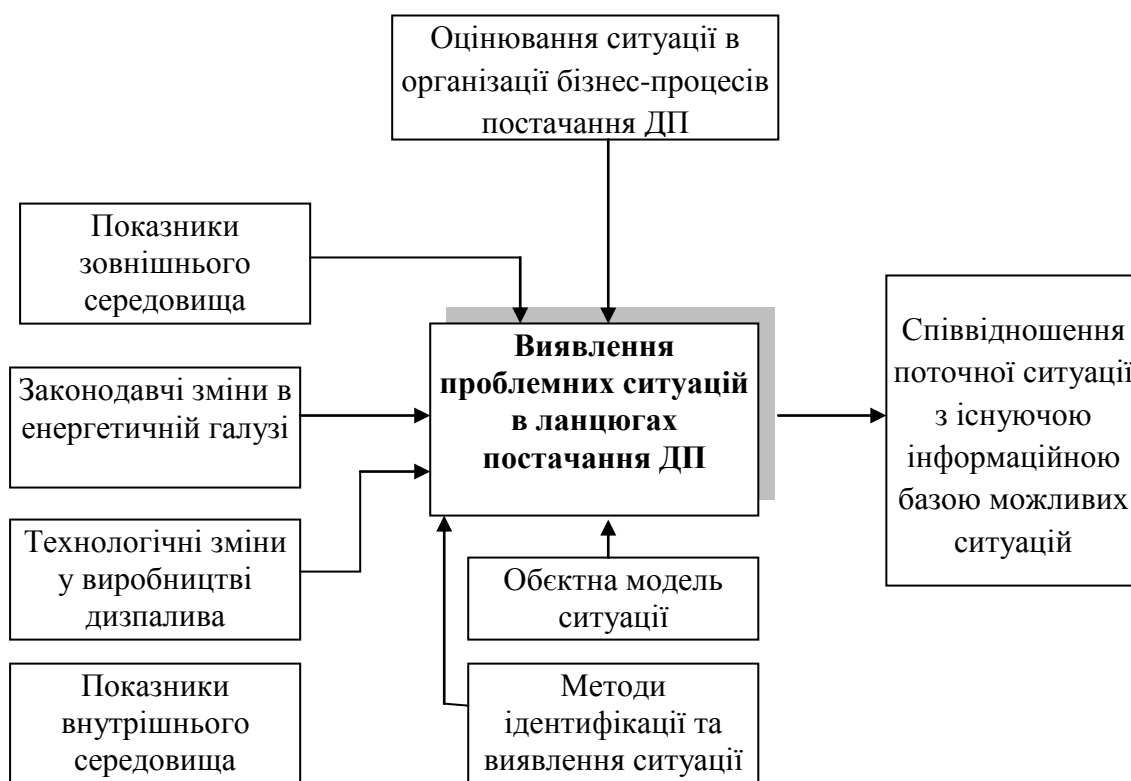 Оцінювання ситуації в
організації бізнес-процесів
постачання ДП
Показники
зовнішнього
середовища
Законодавчі зміни в
енергетичній галузі
Технологічні зміни
у виробництві
дизпалива
Показники
внутрішнього
середовища
Виявлення
проблемних ситуацій
в ланцюгах
постачання ДП
Обєктна модель
ситуації
Методи
ідентифікації та
виявлення ситуації
Співвідношення
поточної ситуації
з існуючою
інформаційною
базою можливих
ситуацій